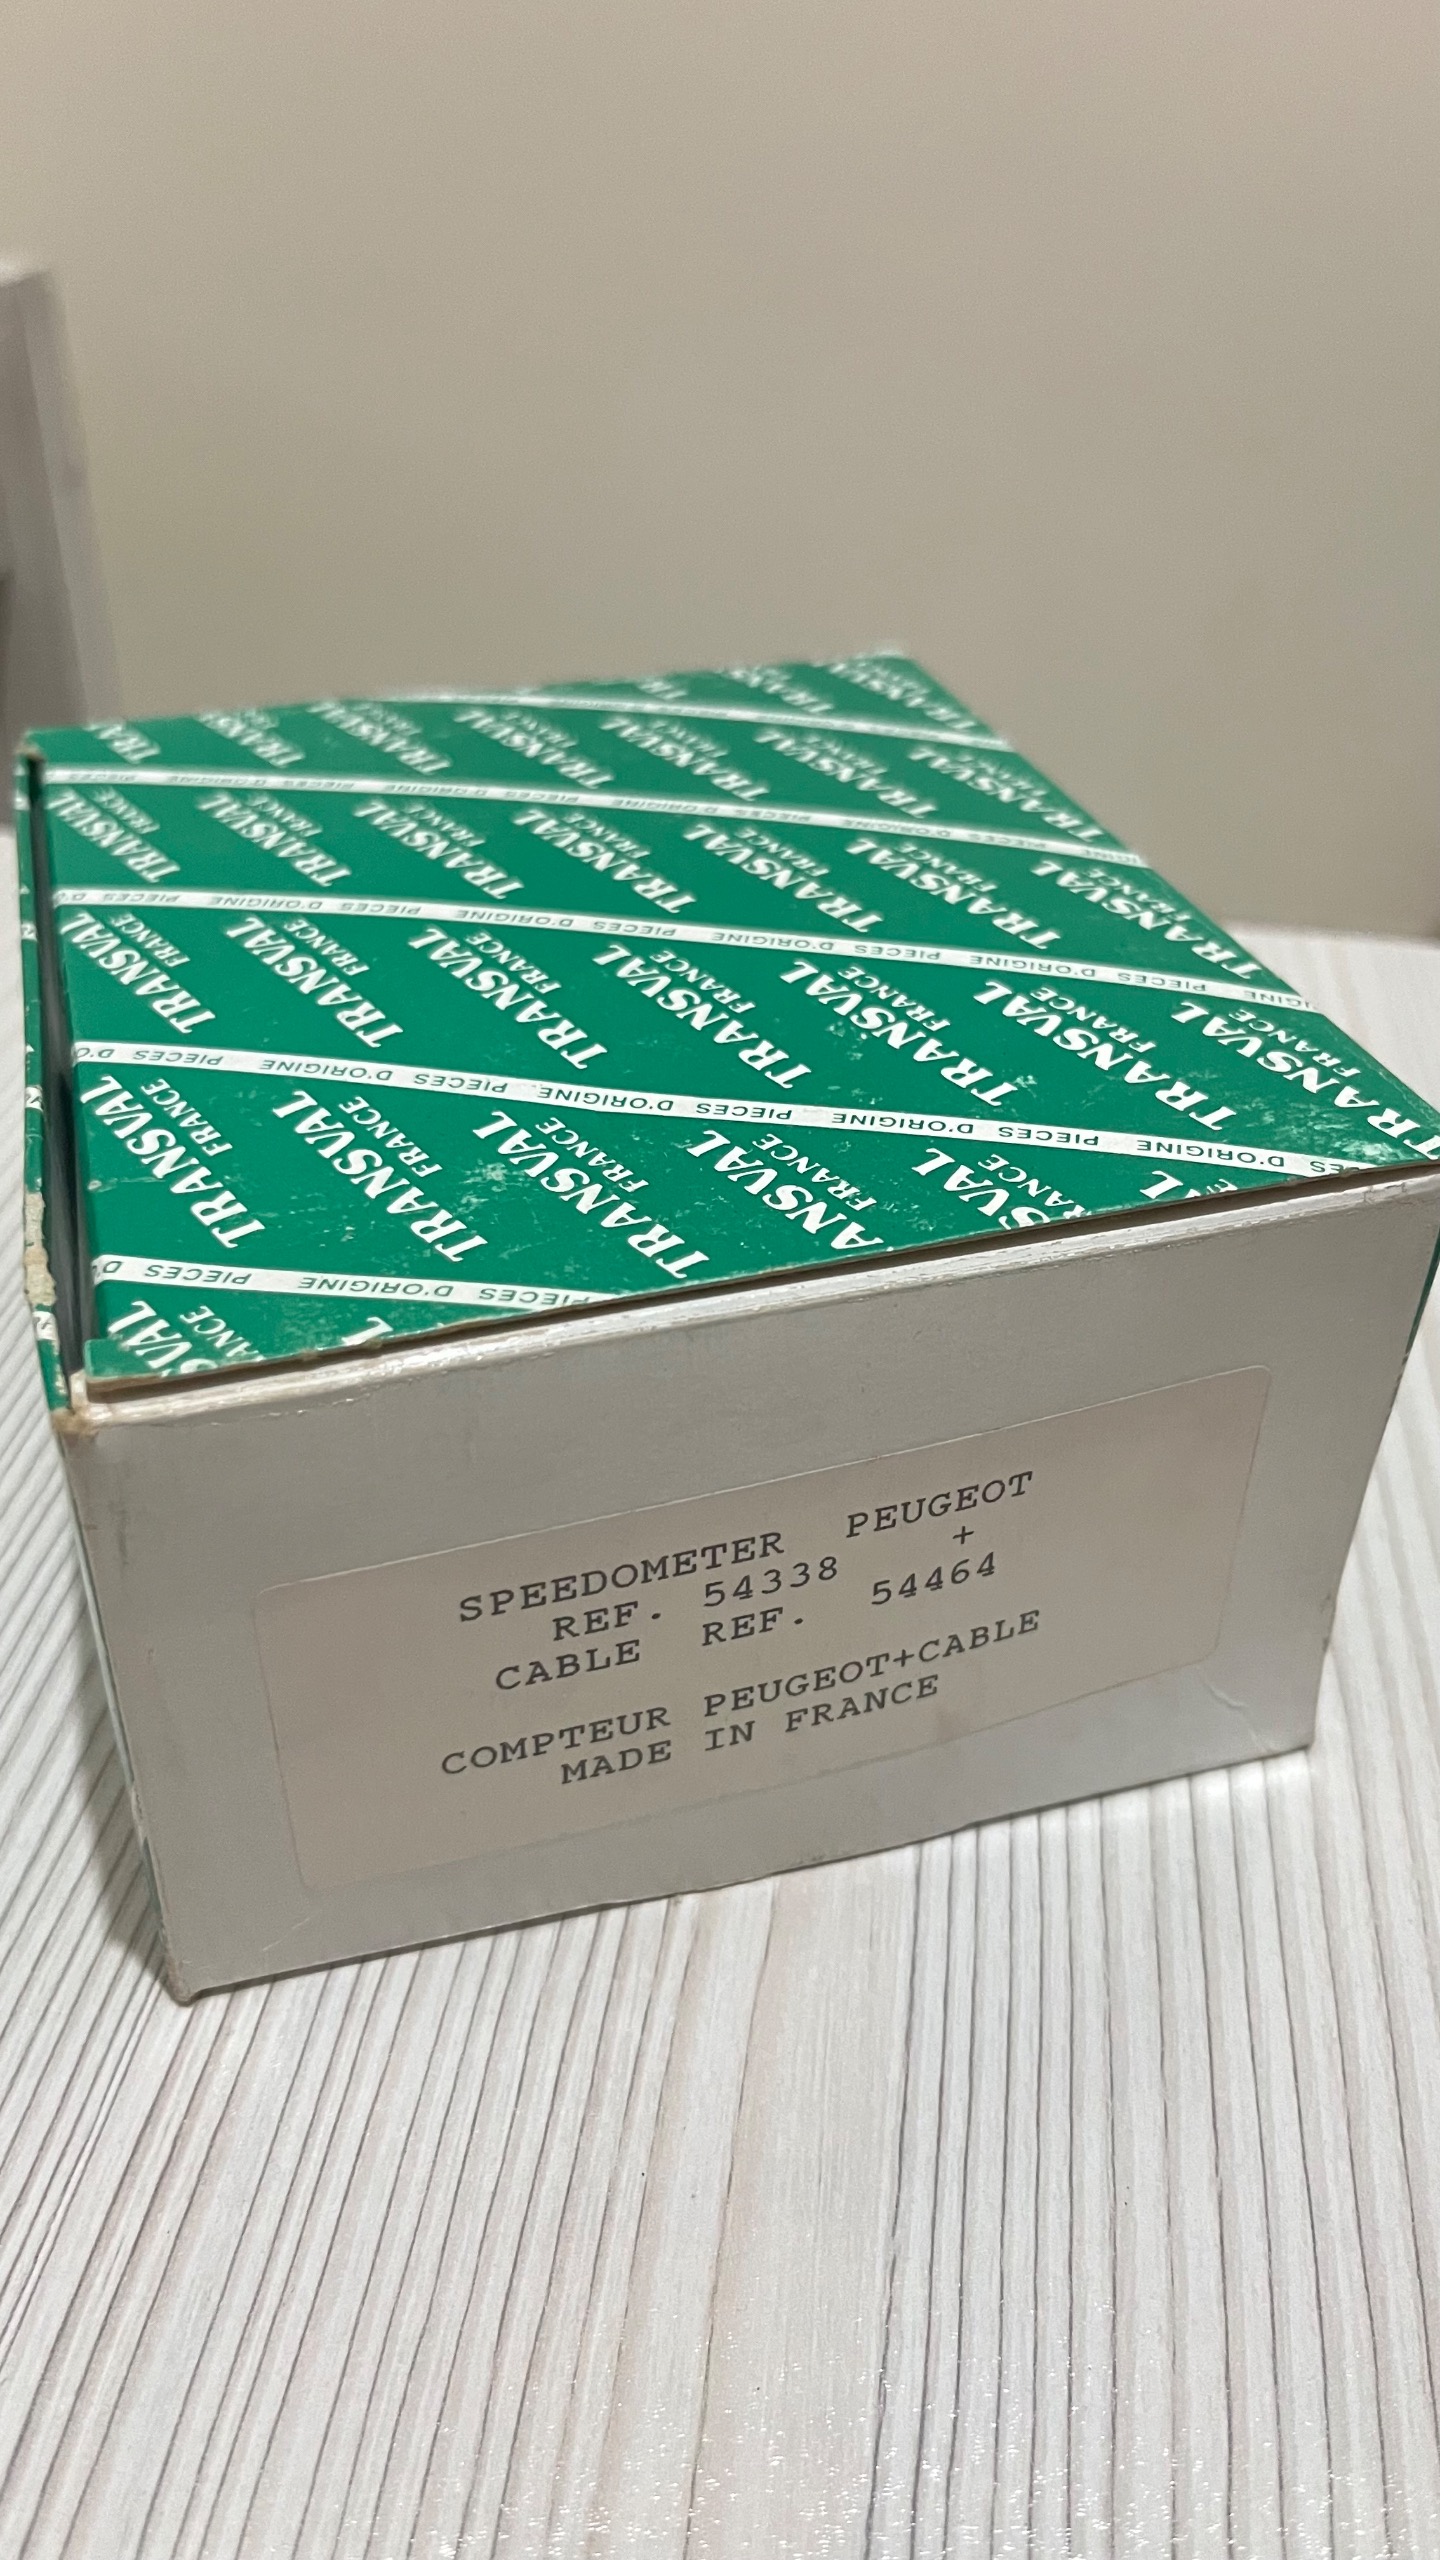 TRANSVAL
FRANCE
PIECES D'ORIGINE
SPEEDOMETER PEUGEOT
REF. 54338 +
CABLE REF. 54464
COMPTEUR PEUGEOT+CABLE
MADE IN FRANCE